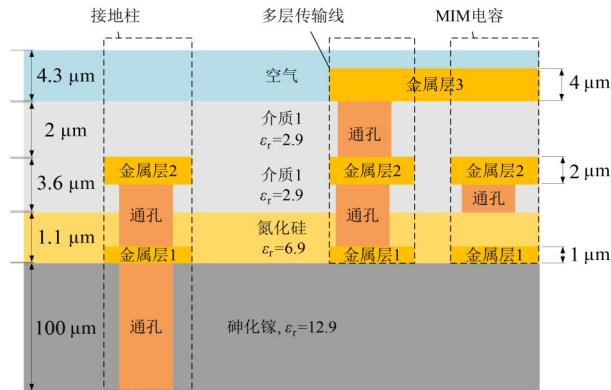 接地柱
多层传输线
MIM电容
4.3 μm
空气
金属层3
4 μm
2 μm
介质1
εr=2.9
通孔
3.6 μm
金属层2
介质1
εr=2.9
金属层2
金属层2
2 μm
通孔
通孔
通孔
1.1 μm
氮化硅
εr=6.9
金属层1
金属层1
金属层1
1 μm
100 μm
通孔
砷化镓, εr=12.9